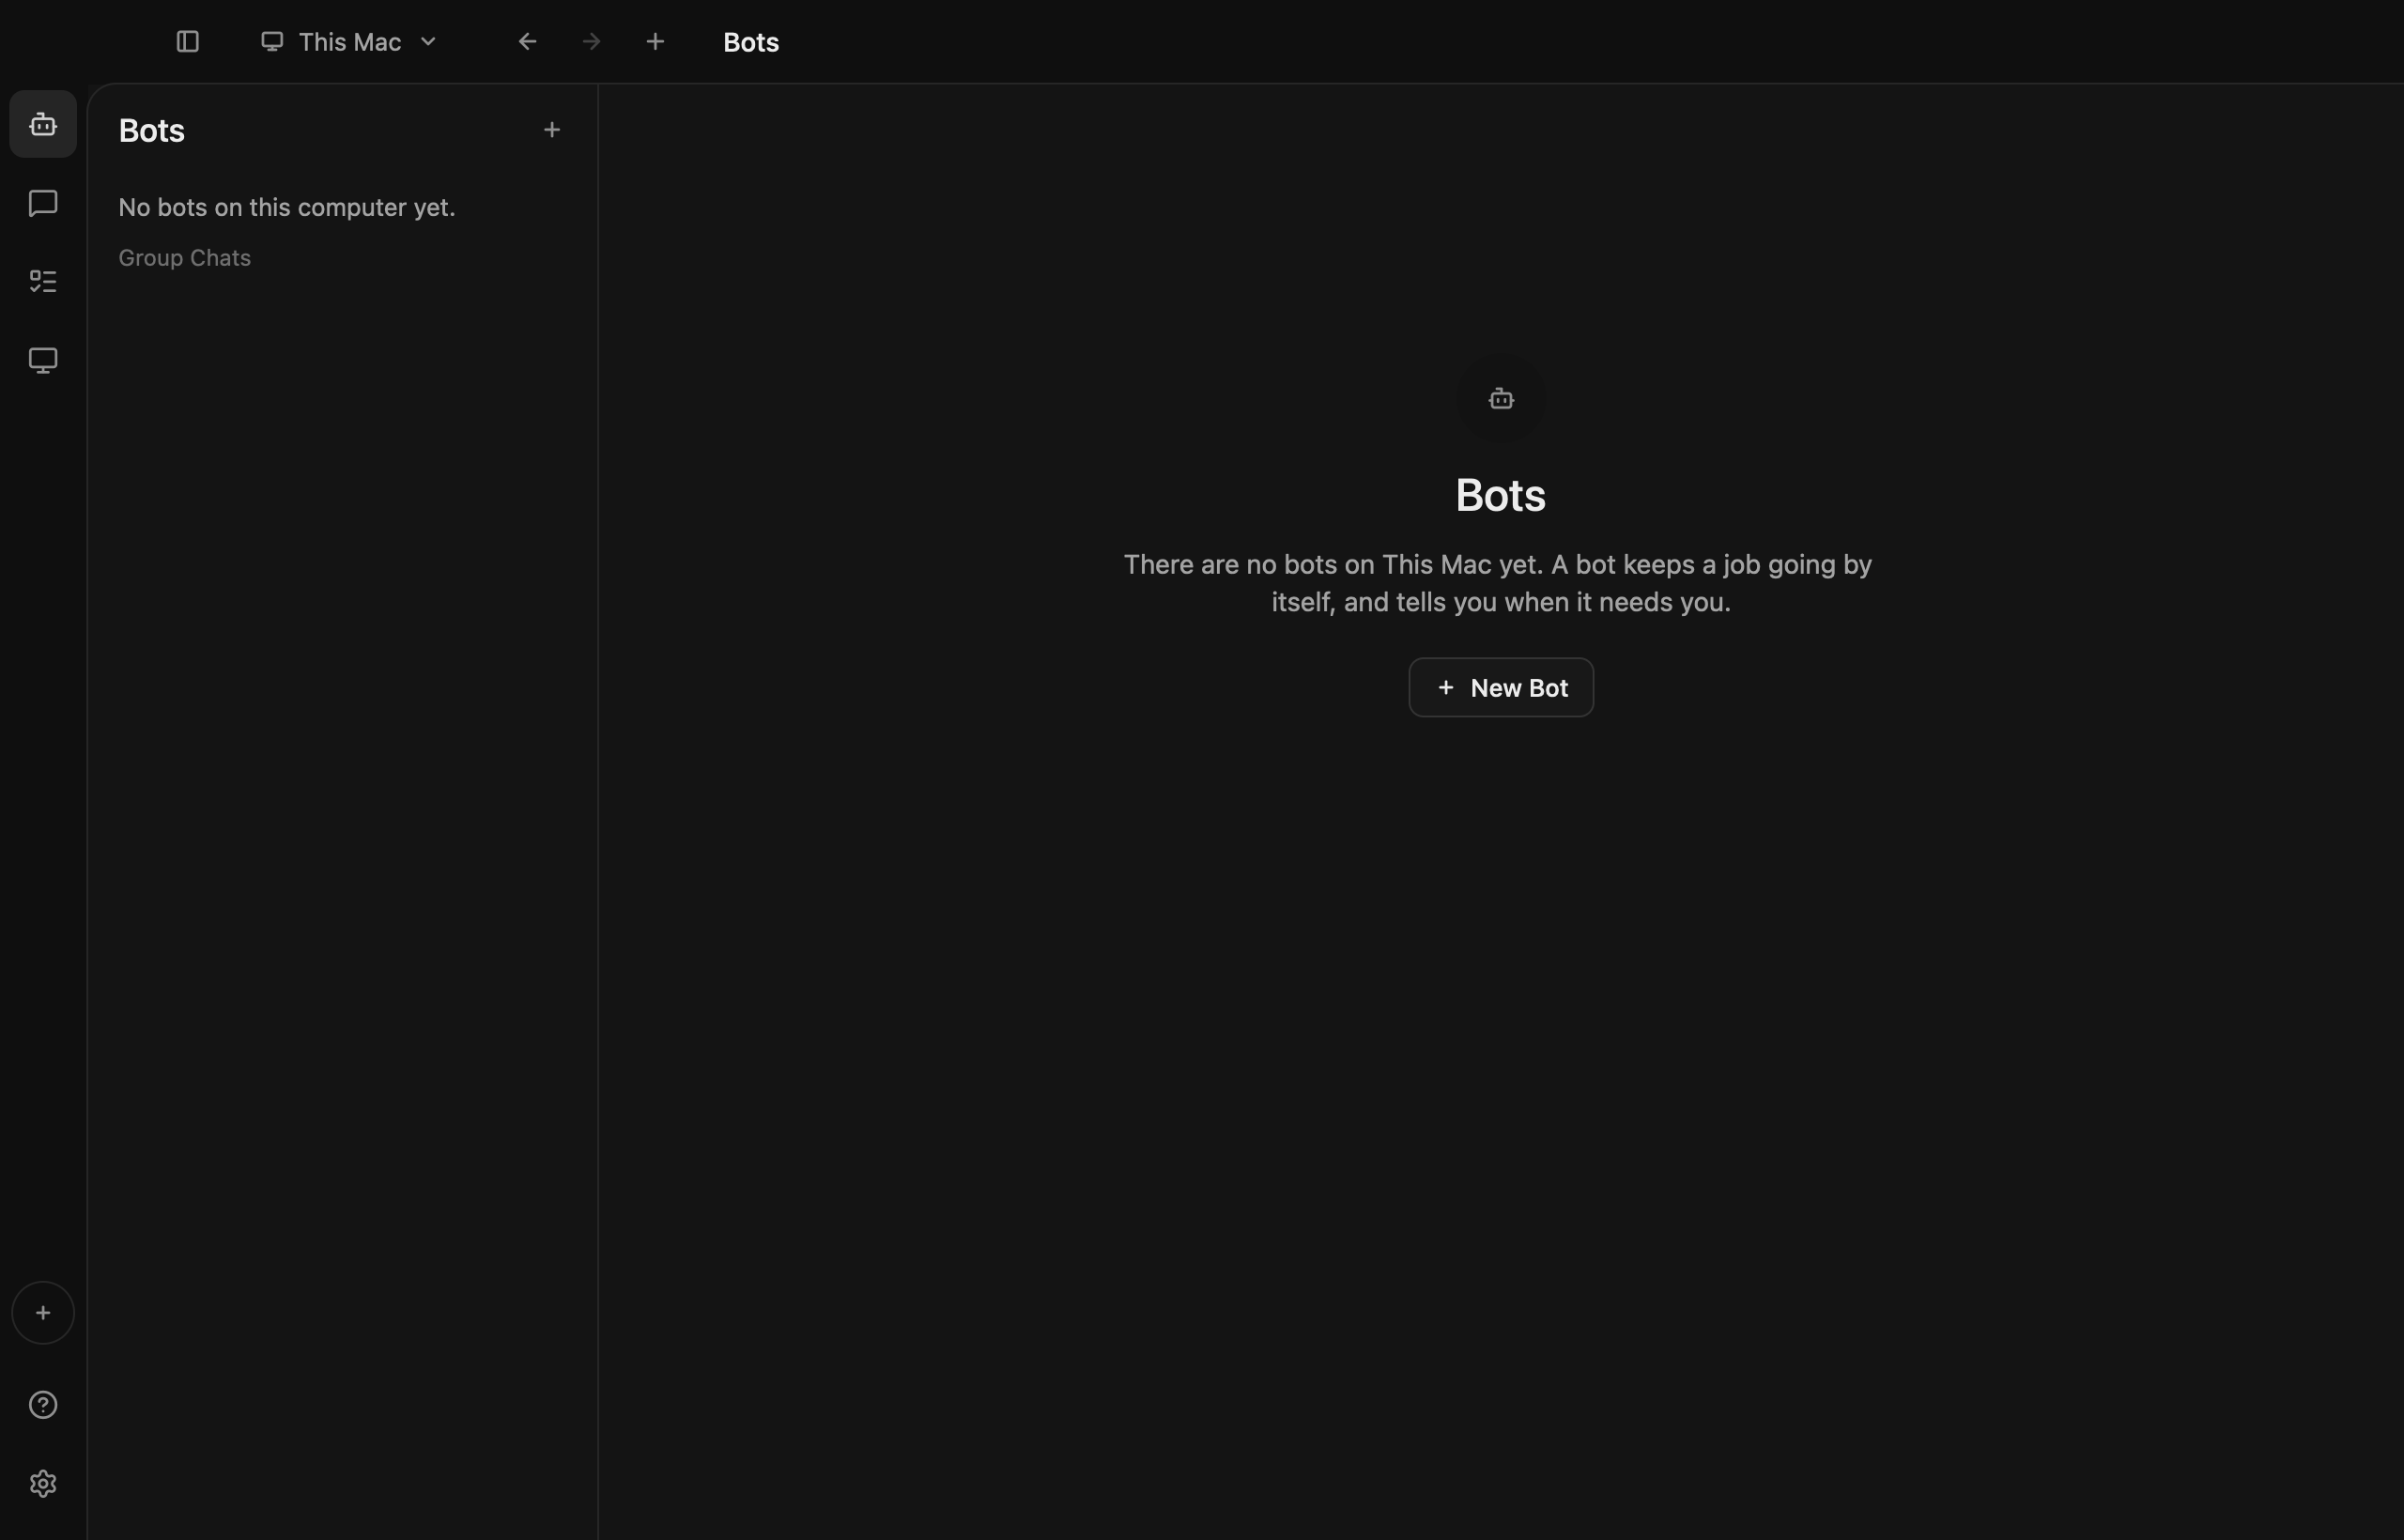 This Mac
Bots
Bots
No bots on this computer yet.
Group Chats
Bots
There are no bots on This Mac yet. A bot keeps a job going by
itself, and tells you when it needs you.
New Bot